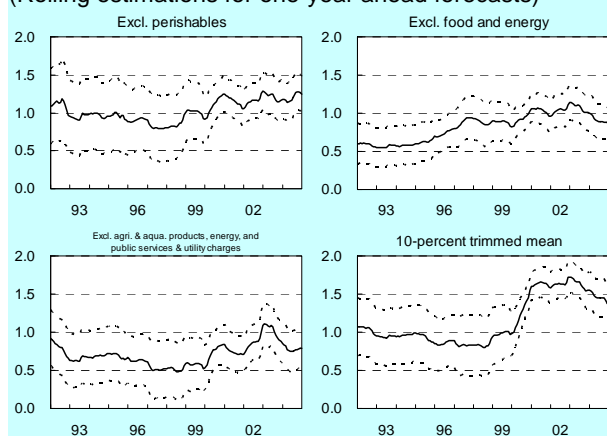 (Rolling estimations for one-year ahead forecasts)
Excl. perishables
2.0
1.5
1.0
0.5
0.0
93 96 99 02
Excl. food and energy
2.0
1.5
1.0
0.5
0.0
93 96 99 02
Excl. agri. & aqua. products, energy, and
public services & utility charges
2.0
1.5
1.0
0.5
0.0
93 96 99 02
10-percent trimmed mean
2.0
1.5
1.0
0.5
0.0
93 96 99 02